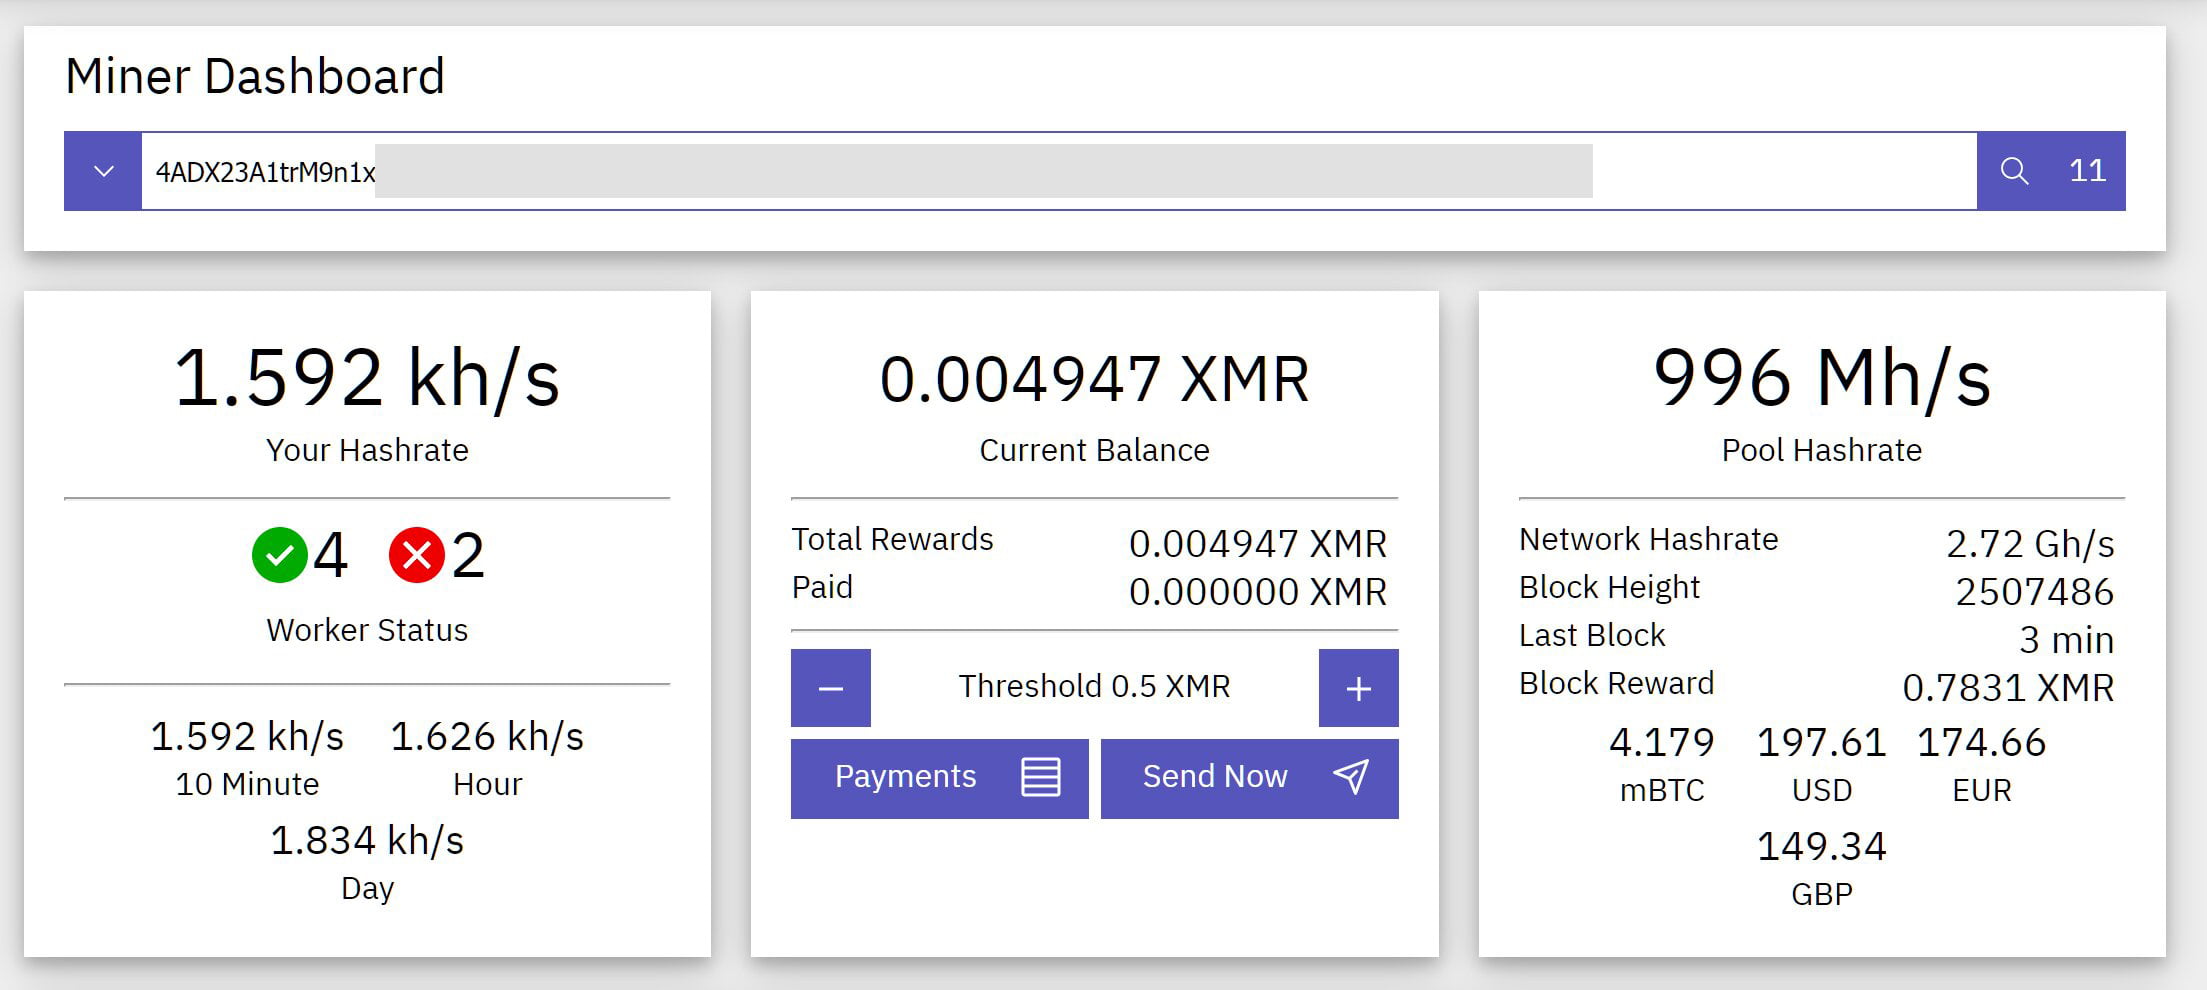 Miner Dashboard
4ADX23A1trM9n1x
11
1.592 kh/s
Your Hashrate
4 2
Worker Status
1.592 kh/s 1.626 kh/s
10 Minute Hour
1.834 kh/s
Day
0.004947 XMR
Current Balance
Total Rewards 0.004947 XMR
Paid 0.000000 XMR
− Threshold 0.5 XMR +
Payments Send Now
996 Mh/s
Pool Hashrate
Network Hashrate 2.72 Gh/s
Block Height 2507486
Last Block 3 min
Block Reward 0.7831 XMR
4.179 197.61 174.66
mBTC USD EUR
149.34
GBP